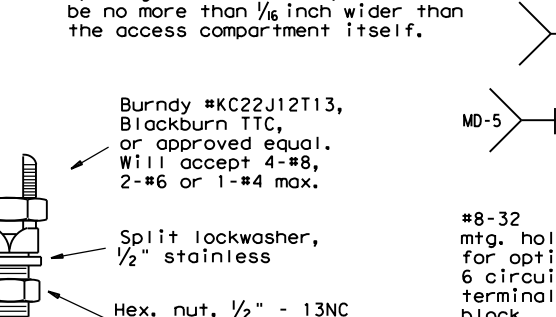 be no more than 1/16 inch wider than
the access compartment itself.
Burndy #KC22J12T13,
Blackburn TTC,
or approved equal.
Will accept 4-#8,
2-#6 or 1-#4 max.
Split lockwasher,
1/2" stainless
Hex. nut, 1/2" - 13NC
MD-5
#8-32
mtg. hol
for opti
6 circui
terminal
block